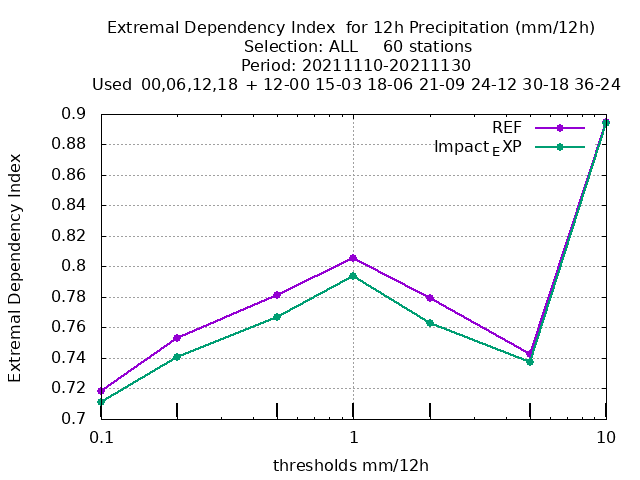 Extremal Dependency Index  for 12h Precipitation (mm/12h)
Selection: ALL     60 stations
Period: 20211110-20211130
Used  00,06,12,18  + 12-00 15-03 18-06 21-09 24-12 30-18 36-24
REF
Impact_EXP
0.9
0.88
0.86
0.84
0.82
0.8
0.78
0.76
0.74
0.72
0.7
Extremal Dependency Index
0.1
1
10
thresholds mm/12h